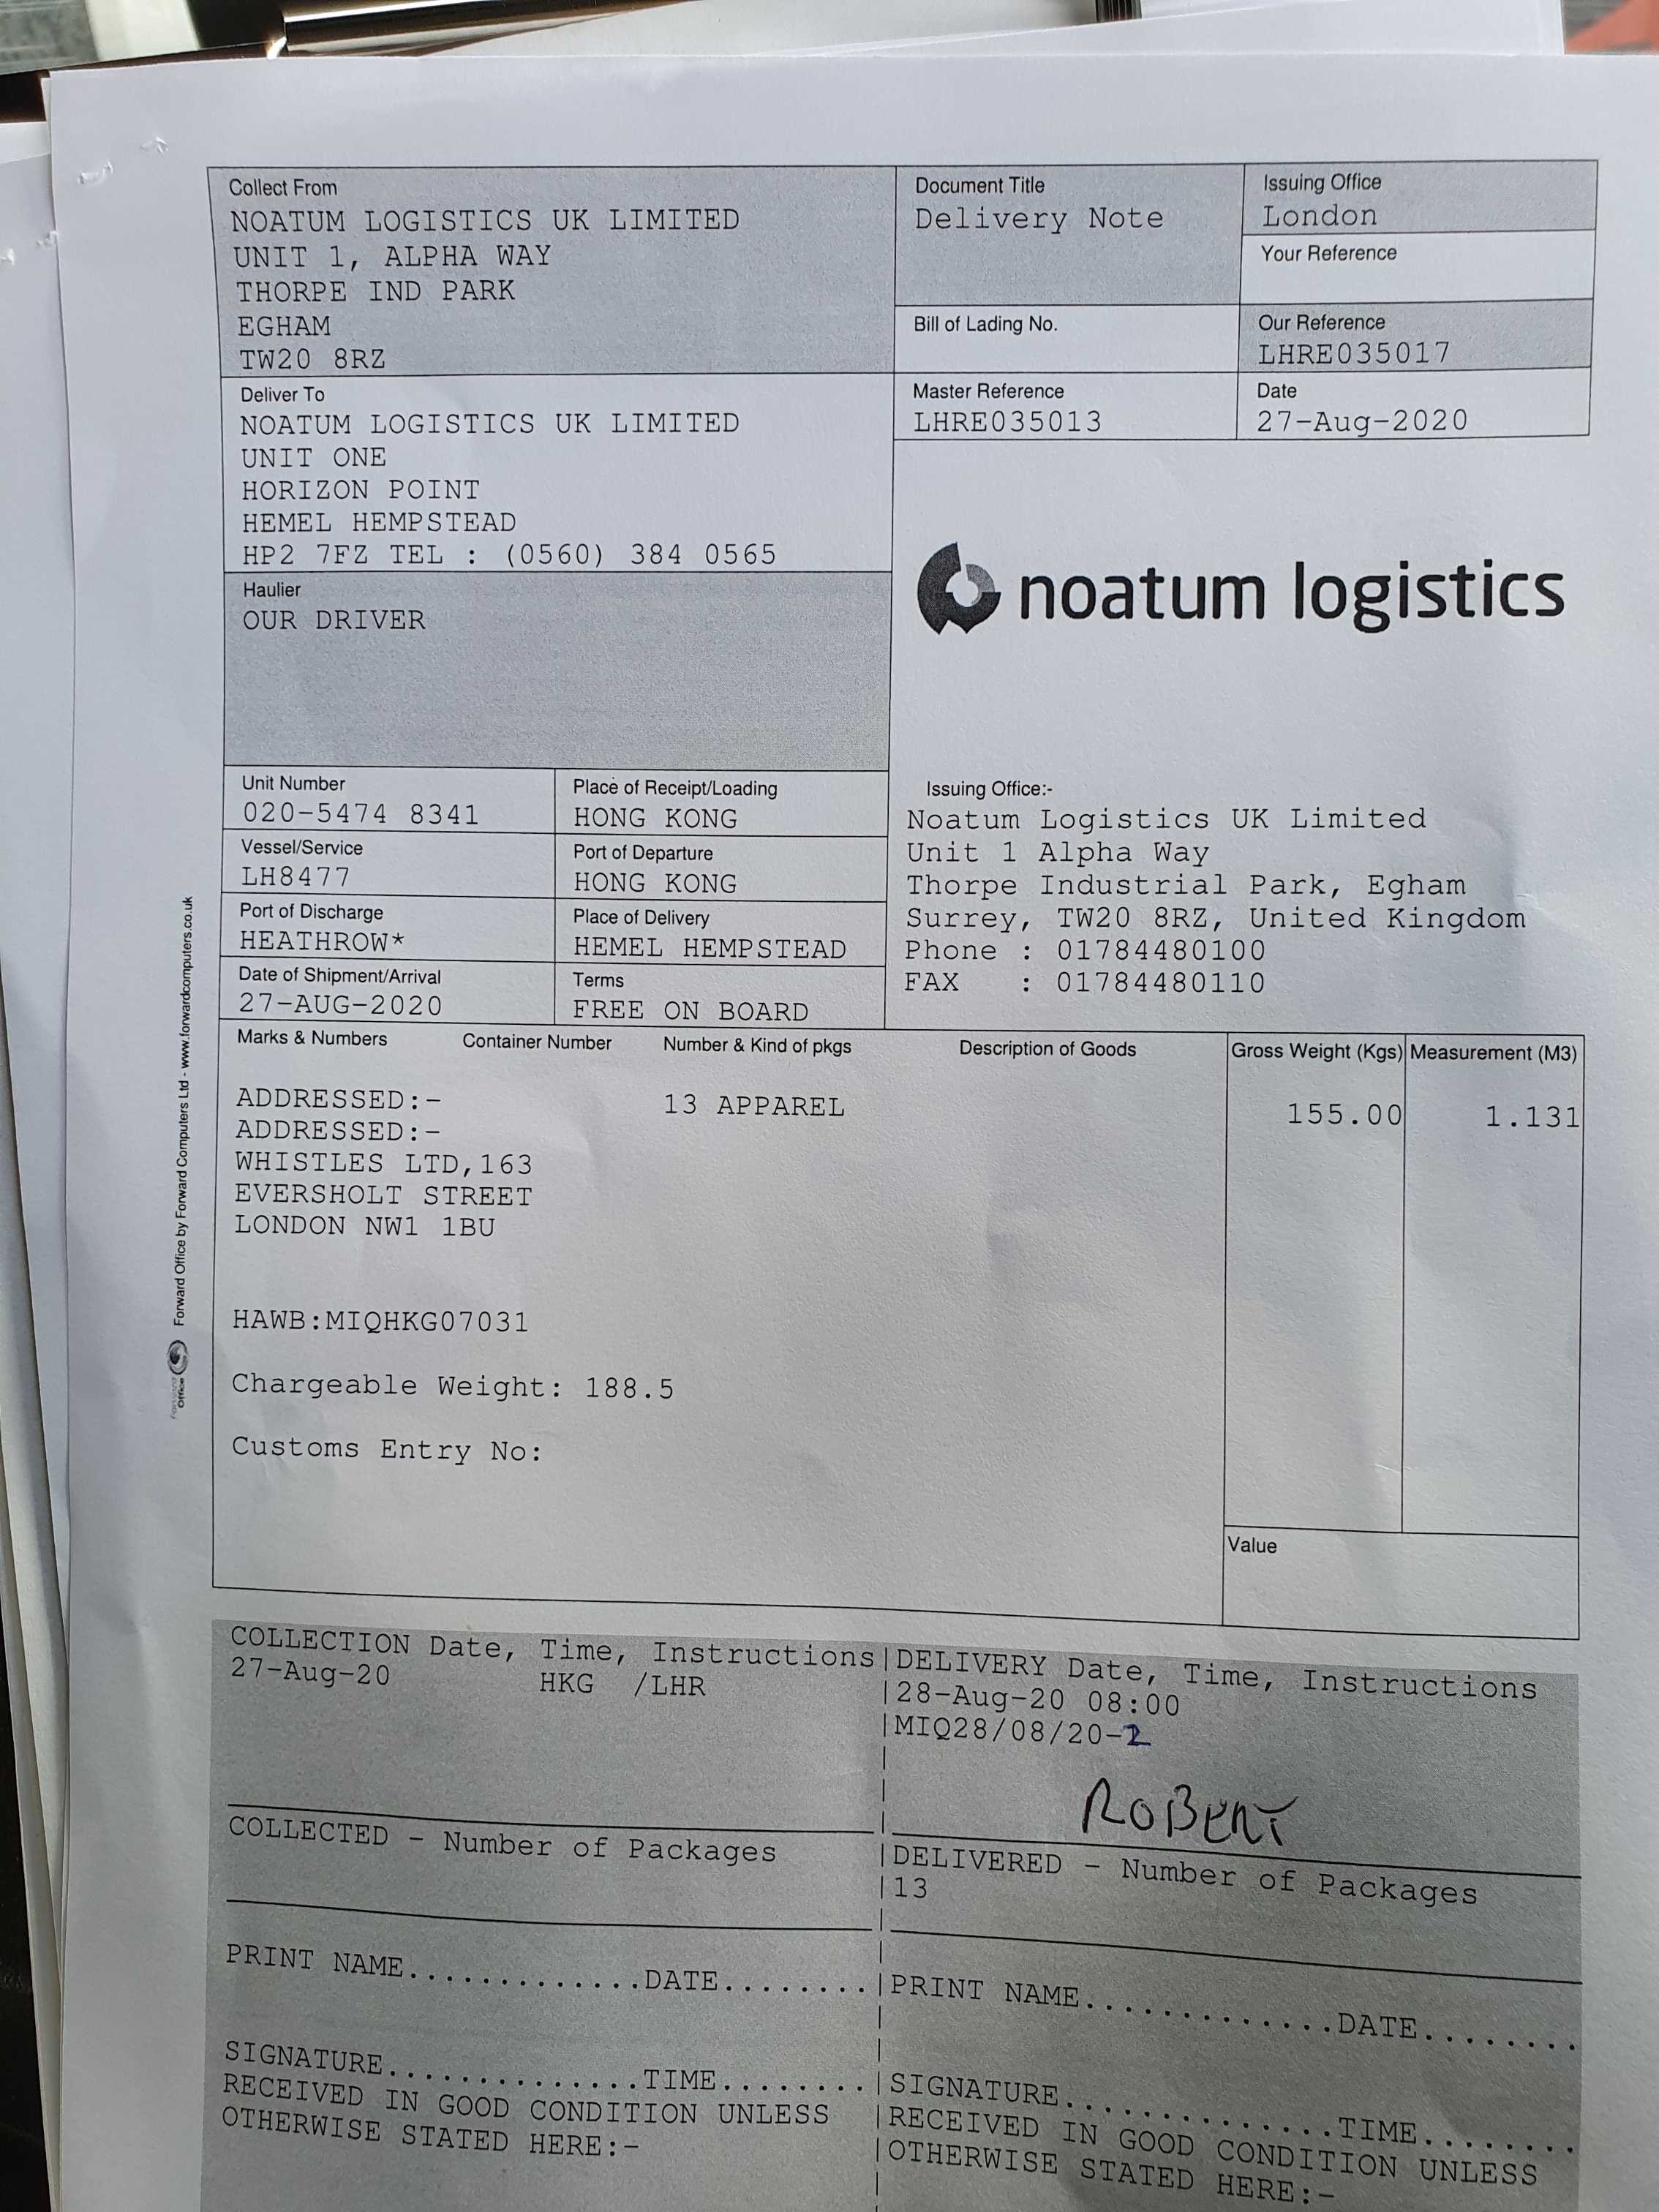 Collect From
NOATUM LOGISTICS UK LIMITED
UNIT 1, ALPHA WAY
THORPE IND PARK
EGHAM
TW20 8RZ
Document Title
Delivery Note
Issuing Office
London
Your Reference
Bill of Lading No.
Our Reference
LHRE035017
Master Reference
LHRE035013
Date
27-Aug-2020
Deliver To
NOATUM LOGISTICS UK LIMITED
UNIT ONE
HORIZON POINT
HEMEL HEMPSTEAD
HP2 7FZ TEL : (0560) 384 0565
Haulier
OUR DRIVER
noatum logistics
Unit Number
020-5474 8341
Place of Receipt/Loading
HONG KONG
Vessel/Service
LH8477
Port of Departure
HONG KONG
Port of Discharge
HEATHROW*
Place of Delivery
HEMEL HEMPSTEAD
Date of Shipment/Arrival
27-AUG-2020
Terms
FREE ON BOARD
Issuing Office:-
Noatum Logistics UK Limited
Unit 1 Alpha Way
Thorpe Industrial Park, Egham
Surrey, TW20 8RZ, United Kingdom
Phone : 01784480100
FAX : 01784480110
Marks & Numbers Container Number Number & Kind of pkgs Description of Goods Gross Weight (Kgs) Measurement (M3)
ADDRESSED:- 13 APPAREL 155.00 1.131
ADDRESSED:-
WHISTLES LTD,163
EVERSHOLT STREET
LONDON NW1 1BU
HAWB:MIQHKG07031
Chargeable Weight: 188.5
Customs Entry No:
Value
Forward Office by Forward Computers Ltd - www.forwardcomputers.co.uk
Office
COLLECTION Date, Time, Instructions
27-Aug-20 HKG /LHR
COLLECTED - Number of Packages
PRINT NAME.............DATE........
SIGNATURE..............TIME........
RECEIVED IN GOOD CONDITION UNLESS
OTHERWISE STATED HERE:-
DELIVERY Date, Time, Instructions
28-Aug-20 08:00
MIQ28/08/20-2
ROBERT
DELIVERED - Number of Packages
13
PRINT NAME.............DATE........
SIGNATURE..............TIME........
RECEIVED IN GOOD CONDITION UNLESS
OTHERWISE STATED HERE:-